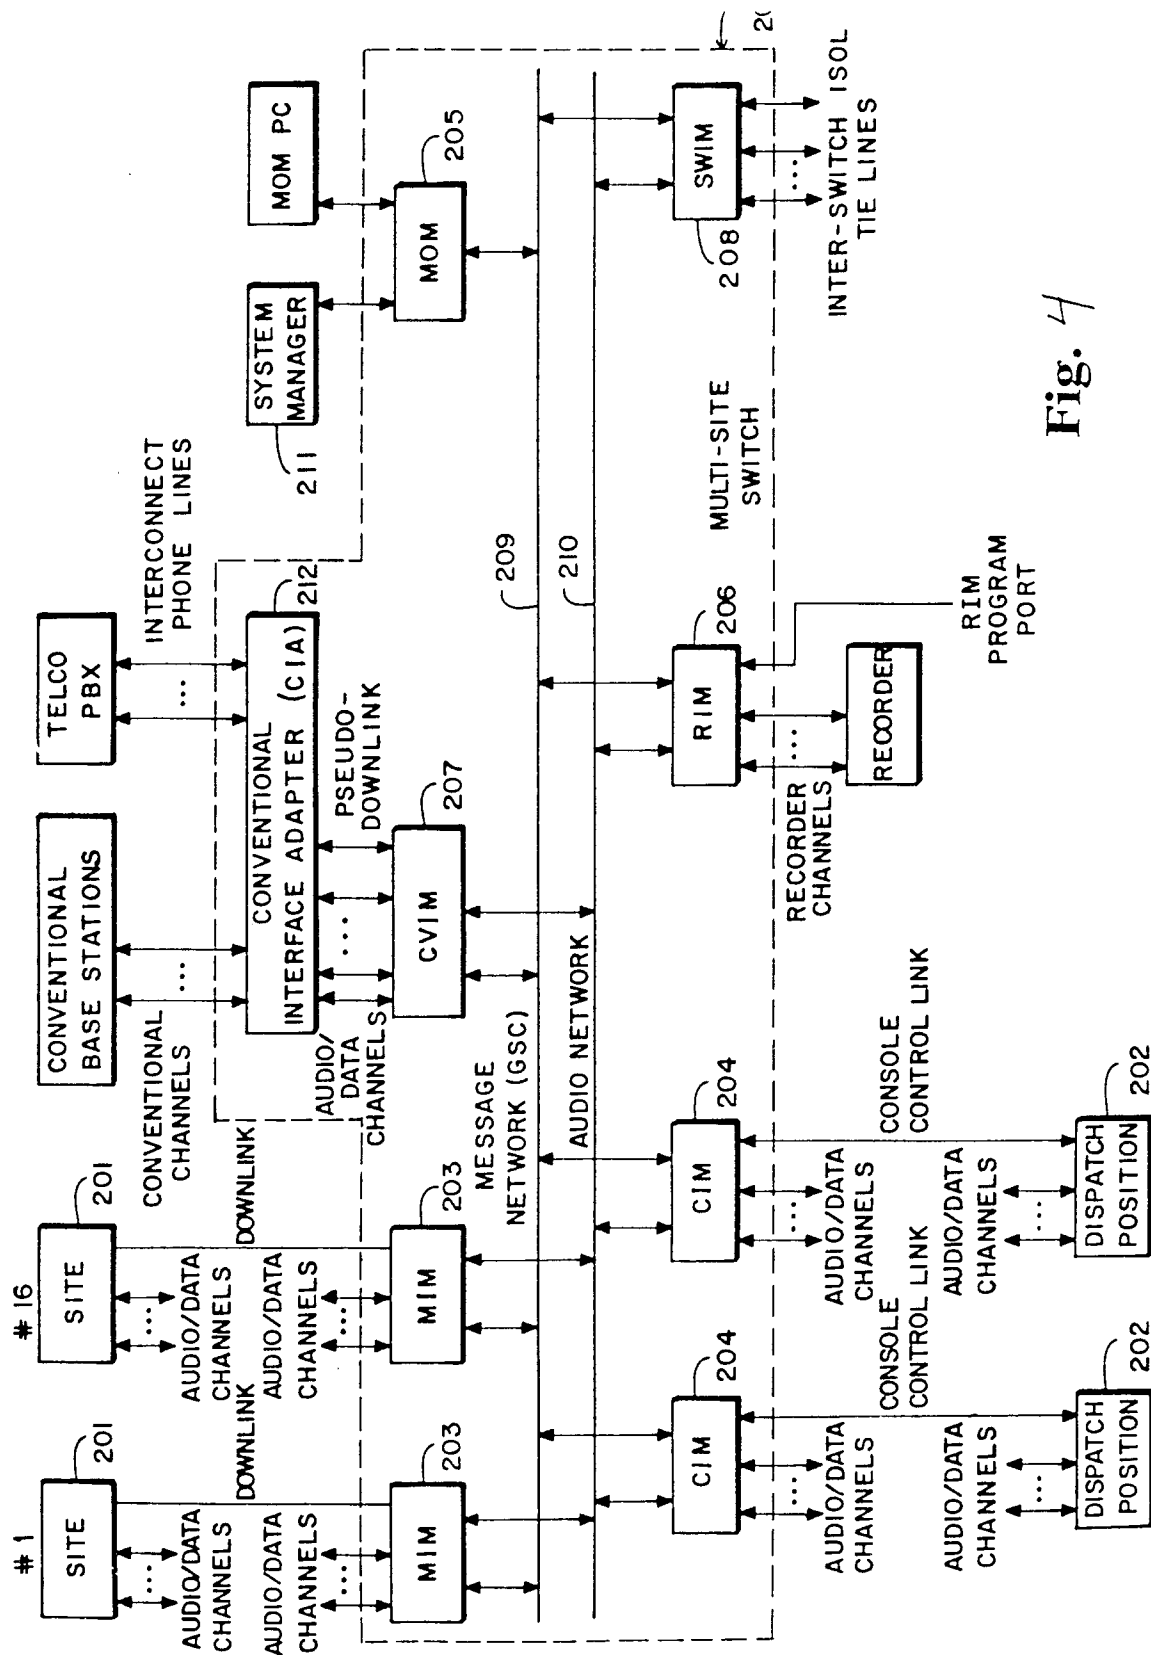 #1
SITE
201
AUDIO/DATA
CHANNELS
DOWNLINK
AUDIO/DATA
CHANNELS
MIM
203
#16
SITE
201
AUDIO/DATA
CHANNELS
DOWNLINK
AUDIO/DATA
CHANNELS
MIM
203
CONVENTIONAL
BASE STATIONS
CONVENTIONAL
CHANNELS
TELCO
PBX
INTERCONNECT
PHONE LINES
CONVENTIONAL
INTERFACE ADAPTER (CIA)
212
AUDIO/
DATA
CHANNELS
PSEUDO-
DOWNLINK
CVIM
207
SYSTEM
MANAGER
211
MOM PC
MOM
205
MESSAGE
NETWORK (GSC)
209
AUDIO NETWORK
210
CIM
204
AUDIO/DATA
CHANNELS
CONSOLE
CONTROL LINK
AUDIO/DATA
CHANNELS
DISPATCH
POSITION
202
CIM
204
AUDIO/DATA
CHANNELS
CONSOLE
CONTROL LINK
AUDIO/DATA
CHANNELS
DISPATCH
POSITION
202
RIM
206
RECORDER
CHANNELS
RECORDER
RIM
PROGRAM
PORT
MULTI-SITE
SWITCH
SWIM
208
INTER-SWITCH ISOL
TIE LINES
Fig. 4